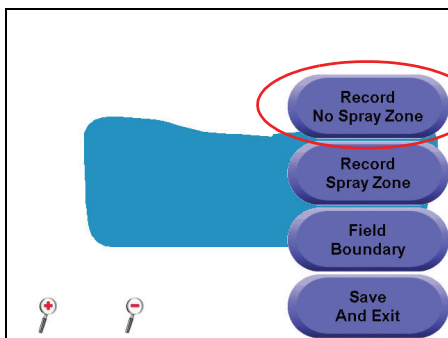 Record
No Spray Zone
Record
Spray Zone
Field
Boundary
Save
And Exit